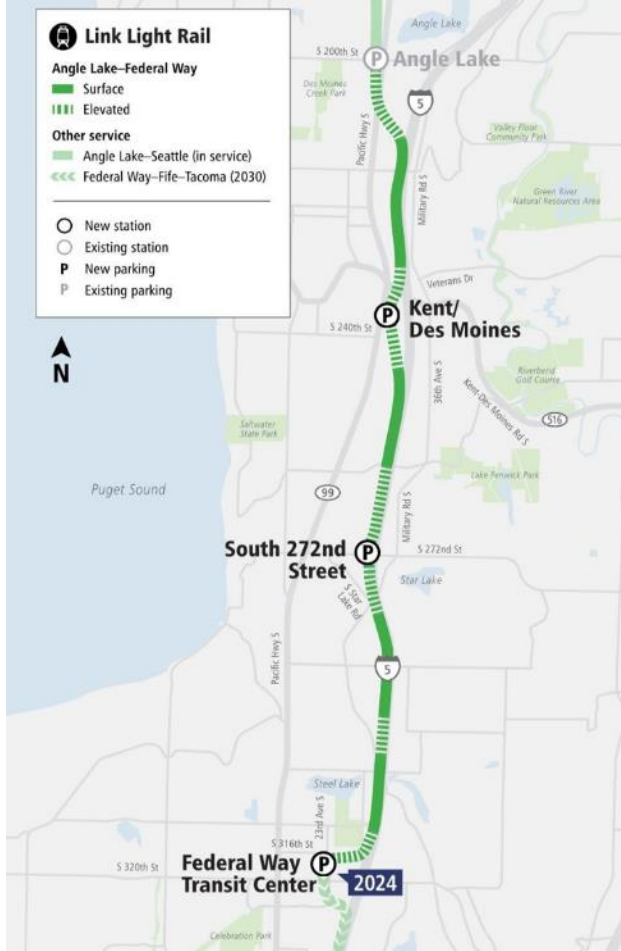 Link Light Rail
Angle Lake–Federal Way
Surface
Elevated
Other service
Angle Lake–Seattle (in service)
Federal Way–Fife–Tacoma (2030)
New station
Existing station
P New parking
P Existing parking
N
Angle Lake
S 200th St
P Angle Lake
Des Moines
Creek Park
Pacific Hwy S
5
Military Rd S
Valley Floor
Community Park
Green River
Natural Resources Area
Veterans Dr
P Kent/
Des Moines
S 240th St
36th Ave S
Riverbend
Golf Course
Kent-Des Moines Rd S
516
Saltwater
State Park
Puget Sound
99
Lake Fenwick Park
Military Rd S
South 272nd
Street
P
S 272nd St
Star Lake
S Star
Lake Rd
Pacific Hwy S
5
Steel Lake
23rd Ave S
S 316th St
S 320th St
Federal Way
Transit Center
P
2024
Celebration Park